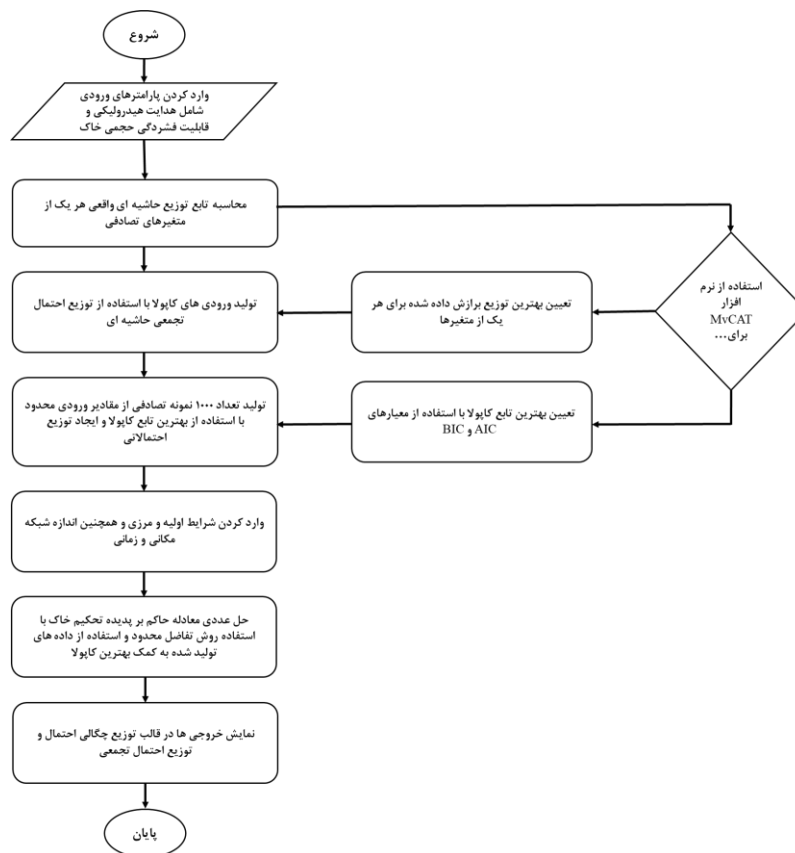 شروع
وارد کردن پارامترهای ورودی
شامل هدایت هیدرولیکی و
قابلیت فشردگی حجمی خاک
محاسبه تابع توزیع حاشیه ای واقعی هر یک از
متغیرهای تصادفی
استفاده از نرم
افزار
MvCAT
برای...
تعیین بهترین توزیع برازش داده شده برای هر
یک از متغیرها
تولید ورودی های کاپولا با استفاده از توزیع احتمال
تجمعی حاشیه ای
تعیین بهترین تابع کاپولا با استفاده از معیارهای
AIC و BIC
تولید تعداد ۱۰۰۰ نمونه تصادفی از مقادیر ورودی محدود
با استفاده از بهترین تابع کاپولا و ایجاد توزیع
احتمالاتی
وارد کردن شرایط اولیه و مرزی و همچنین اندازه شبکه
مکانی و زمانی
حل عددی معادله حاکم بر پدیده تحکیم خاک با
استفاده روش تفاضل محدود و استفاده از داده های
تولید شده به کمک بهترین کاپولا
نمایش خروجی ها در قالب توزیع چگالی احتمال و
توزیع احتمال تجمعی
پایان